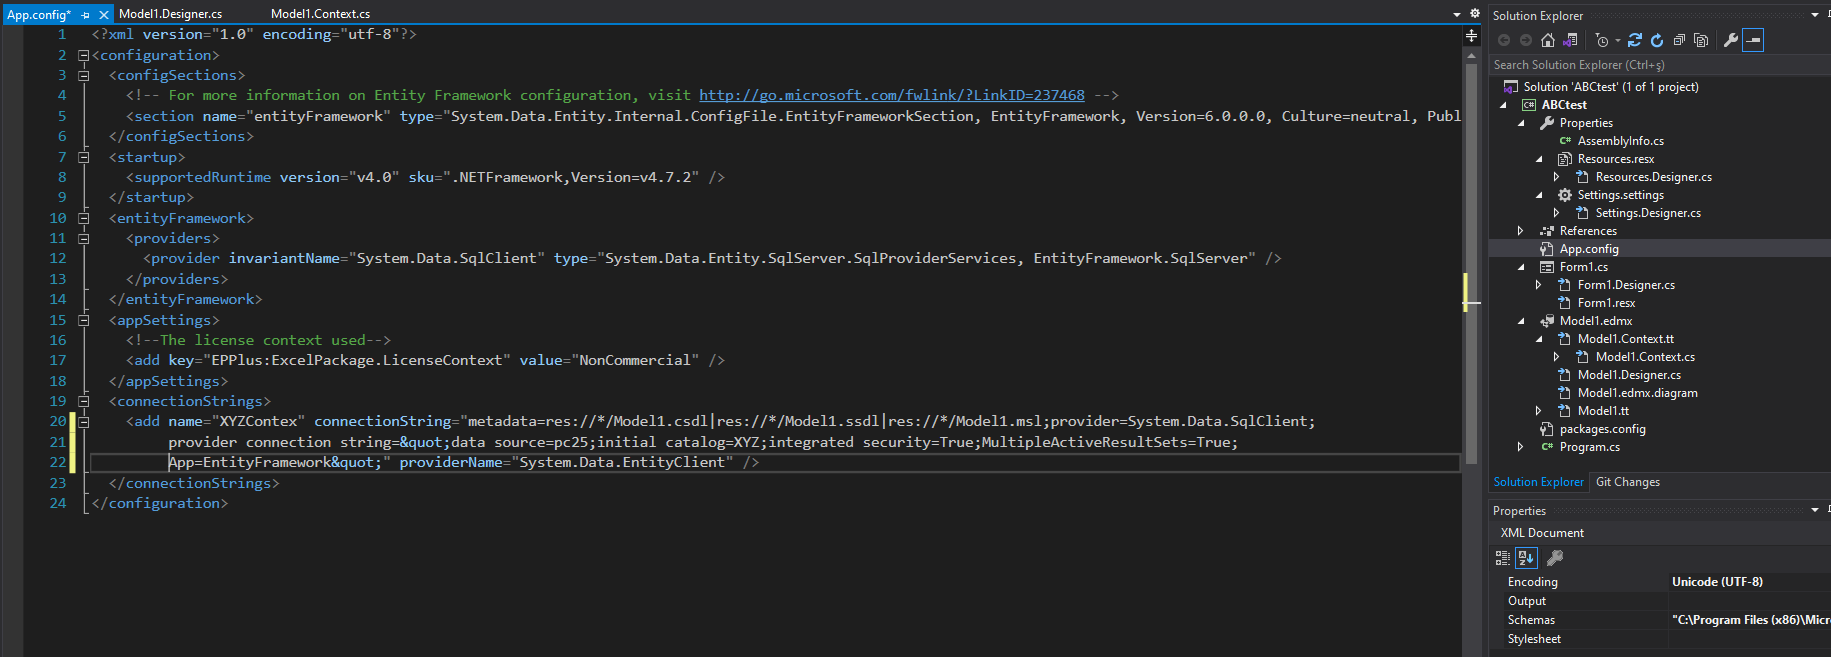 App.config*
Model1.Designer.cs
Model1.Context.cs
1 <?xml version="1.0" encoding="utf-8"?>
2 <configuration>
3 <configSections>
4 <!-- For more information on Entity Framework configuration, visit http://go.microsoft.com/fwlink/?LinkID=237468 -->
5 <section name="entityFramework" type="System.Data.Entity.Internal.ConfigFile.EntityFrameworkSection, EntityFramework, Version=6.0.0.0, Culture=neutral, Publ
6 </configSections>
7 <startup>
8 <supportedRuntime version="v4.0" sku=".NETFramework,Version=v4.7.2" />
9 </startup>
10 <entityFramework>
11 <providers>
12 <provider invariantName="System.Data.SqlClient" type="System.Data.Entity.SqlServer.SqlProviderServices, EntityFramework.SqlServer" />
13 </providers>
14 </entityFramework>
15 <appSettings>
16 <!--The license context used-->
17 <add key="EPPlus:ExcelPackage.LicenseContext" value="NonCommercial" />
18 </appSettings>
19 <connectionStrings>
20 <add name="XYZContex" connectionString="metadata=res://*/Model1.csdl|res://*/Model1.ssdl|res://*/Model1.msl;provider=System.Data.SqlClient;
21 provider connection string=&quot;data source=pc25;initial catalog=XYZ;integrated security=True;MultipleActiveResultSets=True;
22 App=EntityFramework&quot;" providerName="System.Data.EntityClient" />
23 </connectionStrings>
24 </configuration>
Solution Explorer
Search Solution Explorer (Ctrl+ş)
Solution 'ABCtest' (1 of 1 project)
C# ABCtest
Properties
C# AssemblyInfo.cs
Resources.resx
Resources.Designer.cs
Settings.settings
Settings.Designer.cs
References
App.config
Form1.cs
Form1.Designer.cs
Form1.resx
Model1.edmx
Model1.Context.tt
Model1.Context.cs
Model1.Designer.cs
Model1.edmx.diagram
Model1.tt
packages.config
C# Program.cs
Solution Explorer
Git Changes
Properties
XML Document
Encoding Unicode (UTF-8)
Output
Schemas "C:\Program Files (x86)\Micr
Stylesheet